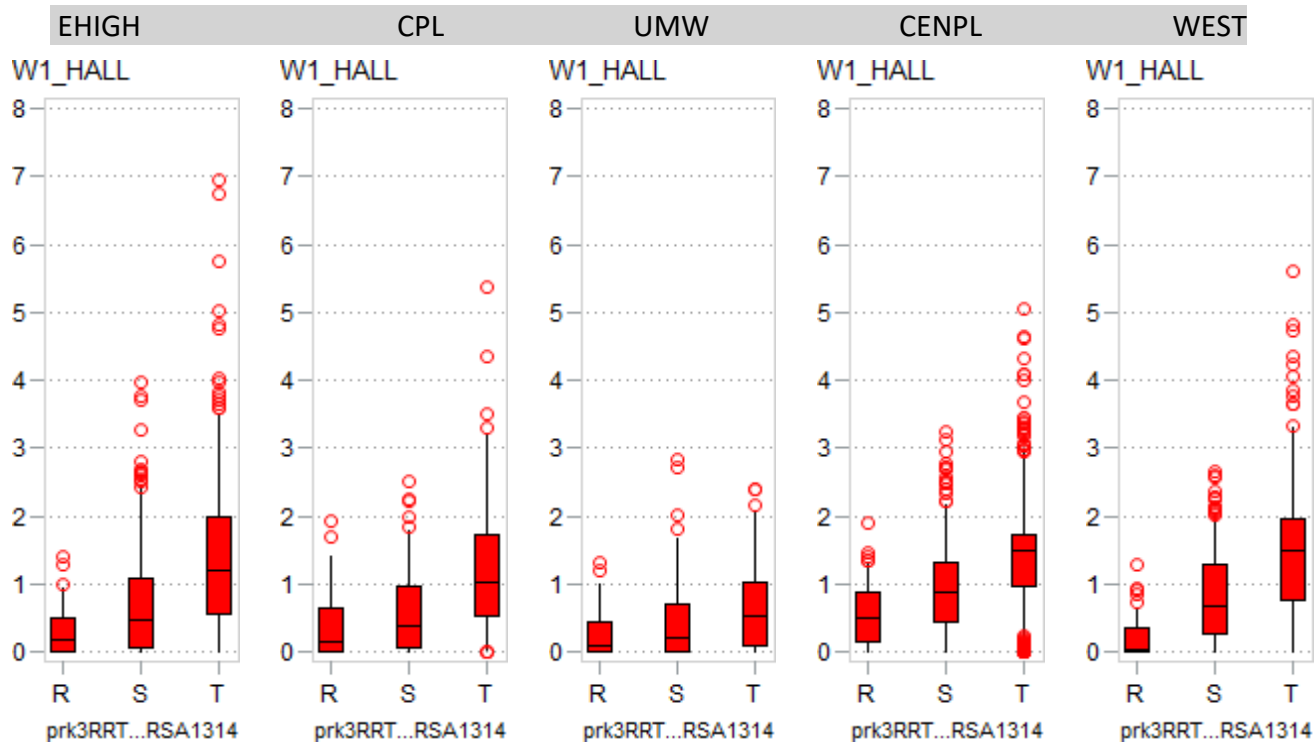 EHIGH CPL UMW CENPL WEST
W1_HALL W1_HALL W1_HALL W1_HALL W1_HALL
8 8 8 8 8
7 7 7 7 7
6 6 6 6 6
5 5 5 5 5
4 4 4 4 4
3 3 3 3 3
2 2 2 2 2
1 1 1 1 1
0 0 0 0 0
R S T R S T R S T R S T R S T
prk3RRT...RSA1314 prk3RRT...RSA1314 prk3RRT...RSA1314 prk3RRT...RSA1314 prk3RRT...RSA1314